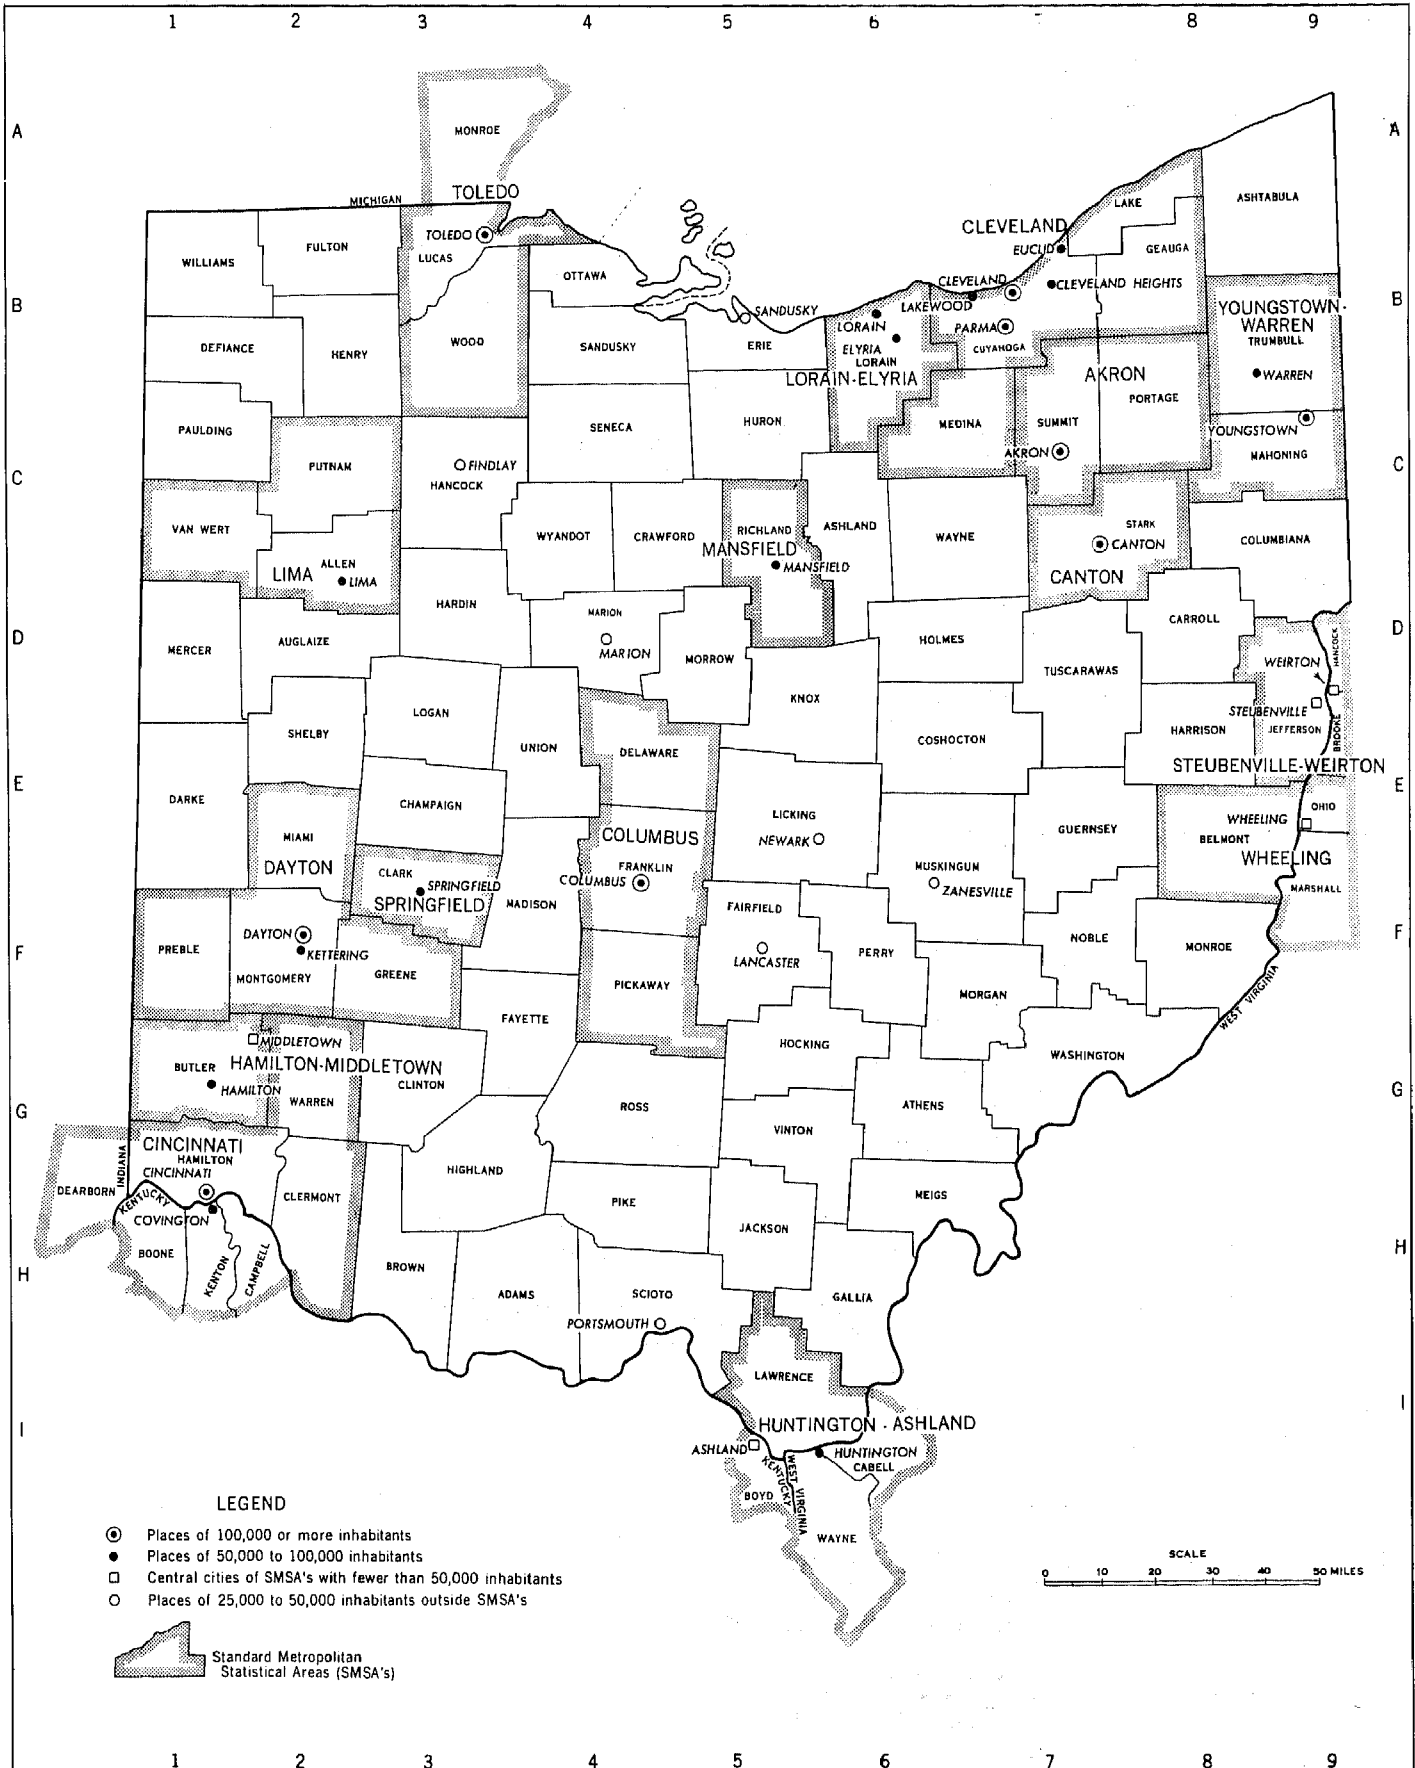 1 2 3 4 5 6 7 8 9
A A
MONROE
MICHIGAN
TOLEDO
LAKE
ASHTABULA
CLEVELAND
TOLEDO
FULTON
EUCLID
GEAUGA
LUCAS
WILLIAMS
OTTAWA
CLEVELAND
CLEVELAND HEIGHTS
B B
LAKEWOOD
YOUNGSTOWN-
WARREN
SANDUSKY
LORAIN
PARMA
TRUMBULL
DEFIANCE
HENRY
WOOD
SANDUSKY
ERIE
ELYRIA
LORAIN
CUYAHOGA
LORAIN-ELYRIA
AKRON
WARREN
PORTAGE
PAULDING
SENECA
HURON
MEDINA
SUMMIT
YOUNGSTOWN
PUTNAM
FINDLAY
AKRON
MAHONING
C C
HANCOCK
VAN WERT
WYANDOT
CRAWFORD
RICHLAND
ASHLAND
WAYNE
STARK
COLUMBIANA
MANSFIELD
CANTON
ALLEN
LIMA
LIMA
MANSFIELD
CANTON
HARDIN
MARION
CARROLL
D D
MERCER
AUGLAIZE
MARION
MORROW
HOLMES
HANCOCK
TUSCARAWAS
WEIRTON
KNOX
LOGAN
STEUBENVILLE
SHELBY
UNION
DELAWARE
COSHOCTON
HARRISON
JEFFERSON
BROOKE
STEUBENVILLE-WEIRTON
E E
DARKE
CHAMPAIGN
OHIO
LICKING
WHEELING
MIAMI
COLUMBUS
NEWARK
GUERNSEY
BELMONT
DAYTON
CLARK
FRANKLIN
MUSKINGUM
WHEELING
SPRINGFIELD
COLUMBUS
ZANESVILLE
MARSHALL
SPRINGFIELD
MADISON
FAIRFIELD
DAYTON
F F
PREBLE
KETTERING
LANCASTER
PERRY
NOBLE
MONROE
MONTGOMERY
GREENE
PICKAWAY
MORGAN
WEST VIRGINIA
FAYETTE
MIDDLETOWN
HOCKING
WASHINGTON
BUTLER
HAMILTON-MIDDLETOWN
HAMILTON
CLINTON
G G
WARREN
ROSS
ATHENS
VINTON
CINCINNATI
INDIANA
HAMILTON
CINCINNATI
HIGHLAND
DEARBORN
KENTUCKY
CLERMONT
PIKE
MEIGS
COVINGTON
JACKSON
BOONE
H H
KENTON
CAMPBELL
BROWN
ADAMS
SCIOTO
GALLIA
PORTSMOUTH
LAWRENCE
I I
HUNTINGTON - ASHLAND
ASHLAND
HUNTINGTON
CABELL
KENTUCKY
WEST VIRGINIA
BOYD
WAYNE
LEGEND
Places of 100,000 or more inhabitants
Places of 50,000 to 100,000 inhabitants
Central cities of SMSA's with fewer than 50,000 inhabitants
Places of 25,000 to 50,000 inhabitants outside SMSA's
Standard Metropolitan
Statistical Areas (SMSA's)
SCALE
0 10 20 30 40 50 MILES
1 2 3 4 5 6 7 8 9